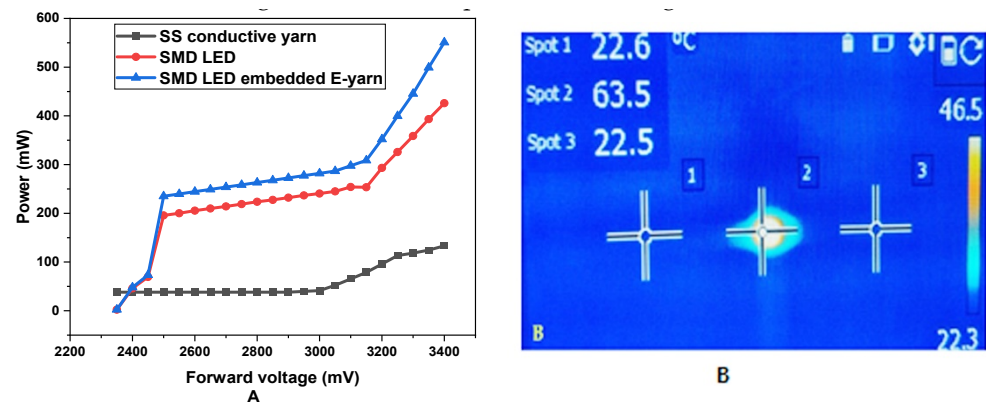 600
500
400
300
200
100
0
Power (mW)
SS conductive yarn
SMD LED
SMD LED embedded E-yarn
2200 2400 2600 2800 3000 3200 3400
Forward voltage (mV)
A
Spot 1 22.6 °C
Spot 2 63.5
Spot 3 22.5
46.5
1 2 3
22.3
B
B